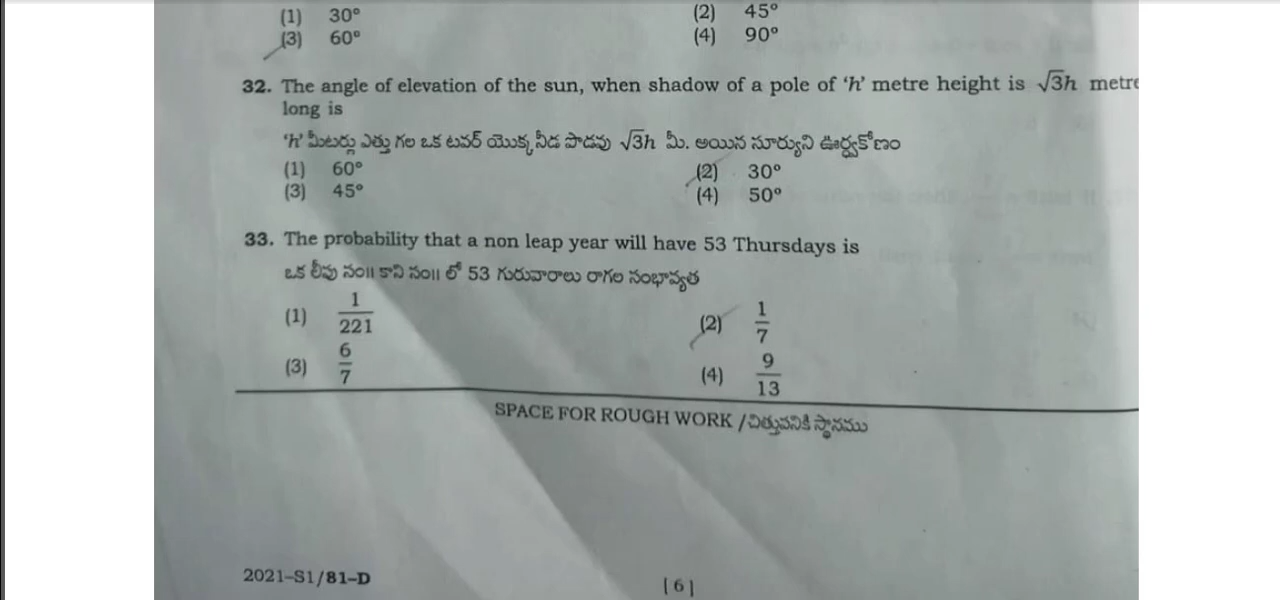 (1) 30° (2) 45°
(3) 60° (4) 90°
32. The angle of elevation of the sun, when shadow of a pole of ‘h’ metre height is √3h metre
long is
‘h’ మీటర్లు ఎత్తు గల ఒక టవర్ యొక్క నీడ పొడవు √3h మీ. అయిన సూర్యుని ఊర్ధ్వకోణం
(1) 60° (2) 30°
(3) 45° (4) 50°
33. The probability that a non leap year will have 53 Thursdays is
ఒక లీపు సం॥ కాని సం॥ లో 53 గురువారాలు రాగల సంభావ్యత
(1) 1/221 (2) 1/7
(3) 6/7 (4) 9/13
SPACE FOR ROUGH WORK / చిత్తుపనికి స్థానము
2021–S1/81–D [ 6 ]